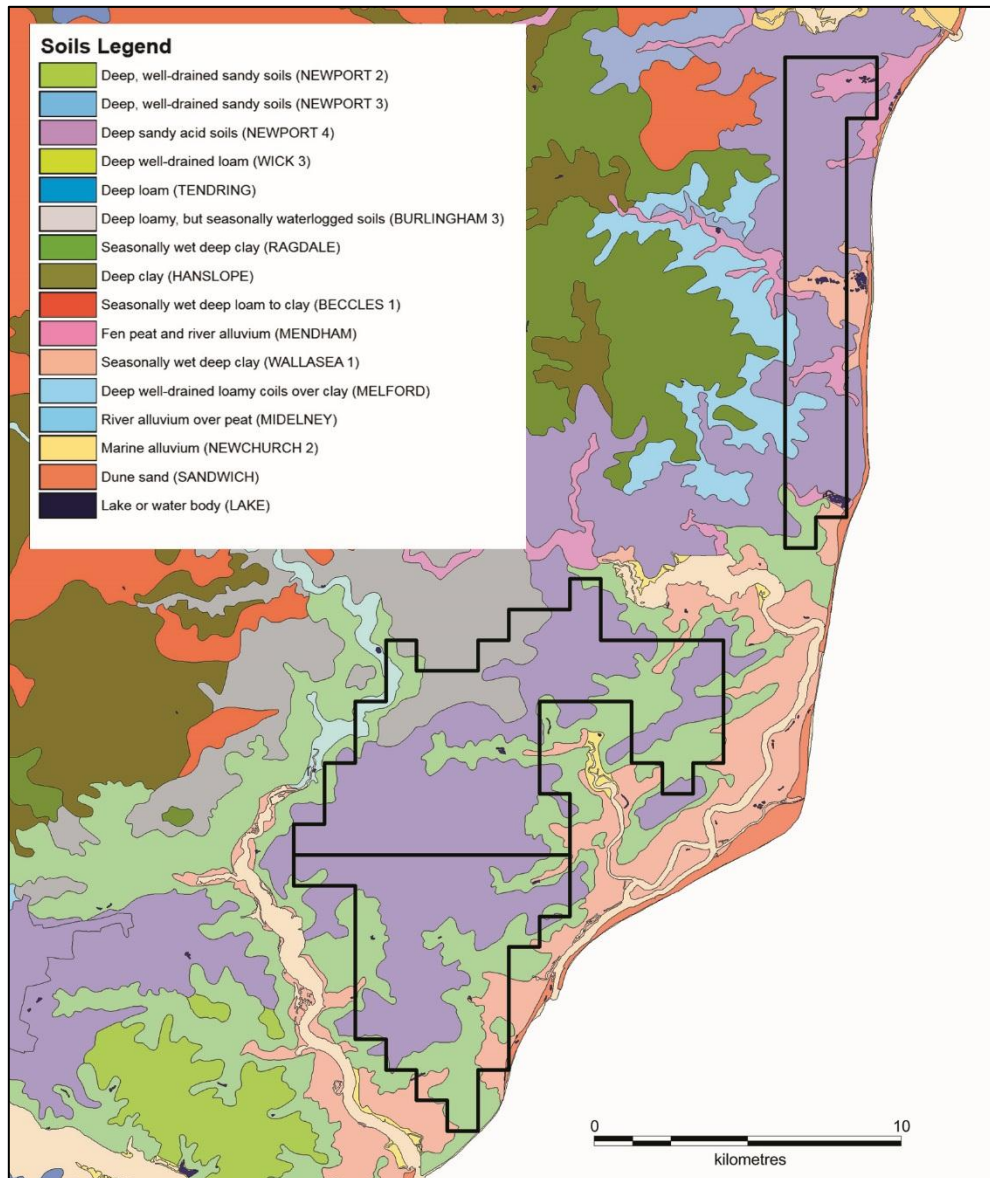 Soils Legend
Deep, well-drained sandy soils (NEWPORT 2)
Deep, well-drained sandy soils (NEWPORT 3)
Deep sandy acid soils (NEWPORT 4)
Deep well-drained loam (WICK 3)
Deep loam (TENDRING)
Deep loamy, but seasonally waterlogged soils (BURLINGHAM 3)
Seasonally wet deep clay (RAGDALE)
Deep clay (HANSLOPE)
Seasonally wet deep loam to clay (BECCLES 1)
Fen peat and river alluvium (MENDHAM)
Seasonally wet deep clay (WALLASEA 1)
Deep well-drained loamy coils over clay (MELFORD)
River alluvium over peat (MIDELNEY)
Marine alluvium (NEWCHURCH 2)
Dune sand (SANDWICH)
Lake or water body (LAKE)
0 10
kilometres